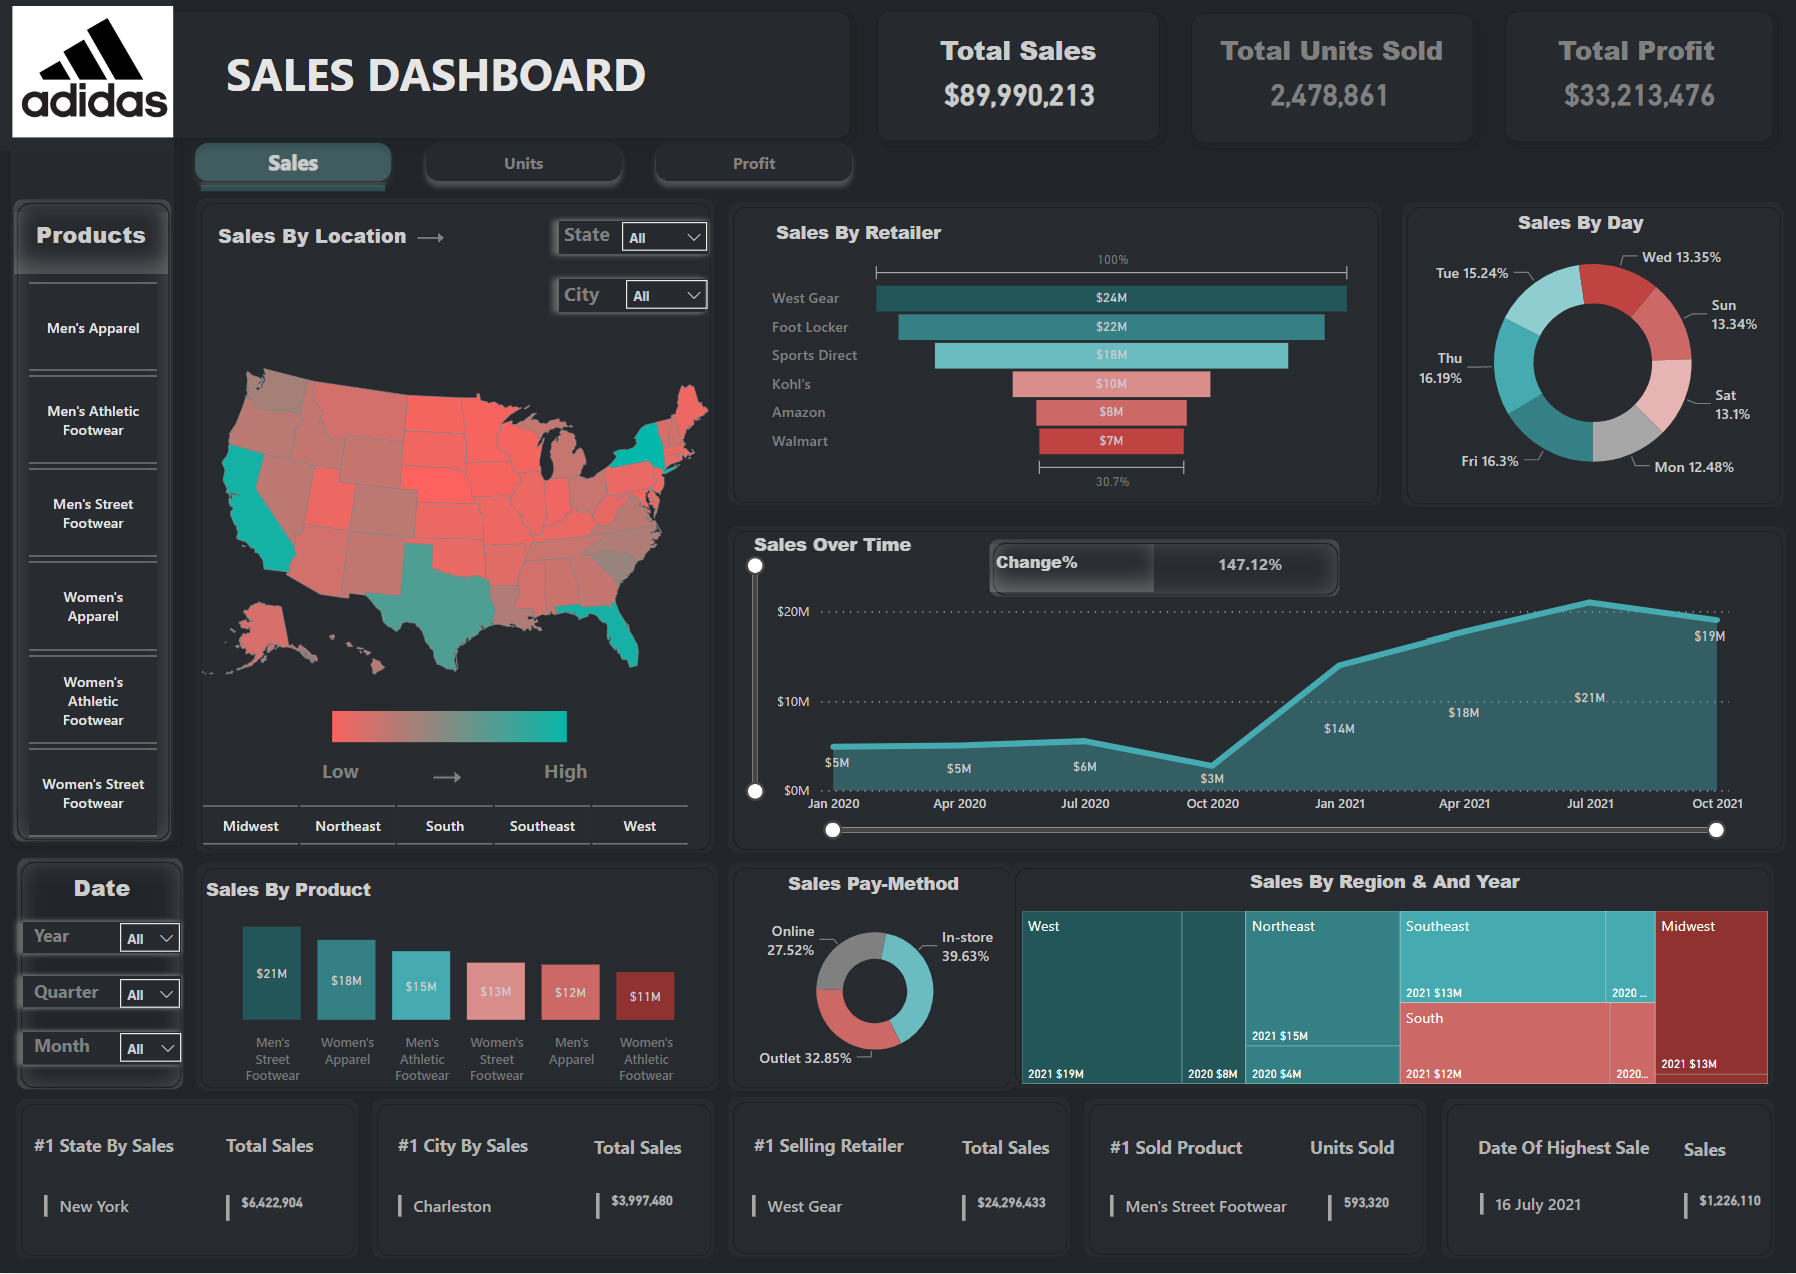 adidas
SALES DASHBOARD
Total Sales
$89,990,213
Total Units Sold
2,478,861
Total Profit
$33,213,476
Sales
Units
Profit
Products
Men's Apparel
Men's Athletic
Footwear
Men's Street
Footwear
Women's
Apparel
Women's
Athletic
Footwear
Women's Street
Footwear
Sales By Location
State
All
City
All
Low
High
Midwest
Northeast
South
Southeast
West
Sales By Retailer
100%
West Gear
$24M
Foot Locker
$22M
Sports Direct
$18M
Kohl's
$10M
Amazon
$8M
Walmart
$7M
30.7%
Sales By Day
Wed 13.35%
Tue 15.24%
Sun
13.34%
Thu
16.19%
Sat
13.1%
Fri 16.3%
Mon 12.48%
Sales Over Time
Change%
147.12%
$20M
$10M
$0M
$5M
$5M
$6M
$3M
$14M
$18M
$21M
$19M
Jan 2020
Apr 2020
Jul 2020
Oct 2020
Jan 2021
Apr 2021
Jul 2021
Oct 2021
Date
Year
All
Quarter
All
Month
All
Sales By Product
$21M
$18M
$15M
$13M
$12M
$11M
Men's
Street
Footwear
Women's
Apparel
Men's
Athletic
Footwear
Women's
Street
Footwear
Men's
Apparel
Women's
Athletic
Footwear
Sales Pay-Method
Online
27.52%
In-store
39.63%
Outlet 32.85%
Sales By Region & And Year
West
2021 $19M
2020 $8M
Northeast
2021 $15M
2020 $4M
Southeast
2021 $13M
2020 ...
South
2021 $12M
2020...
Midwest
2021 $13M
#1 State By Sales
Total Sales
New York
$6,422,904
#1 City By Sales
Total Sales
Charleston
$3,997,480
#1 Selling Retailer
Total Sales
West Gear
$24,296,433
#1 Sold Product
Units Sold
Men's Street Footwear
593,320
Date Of Highest Sale
Sales
16 July 2021
$1,226,110